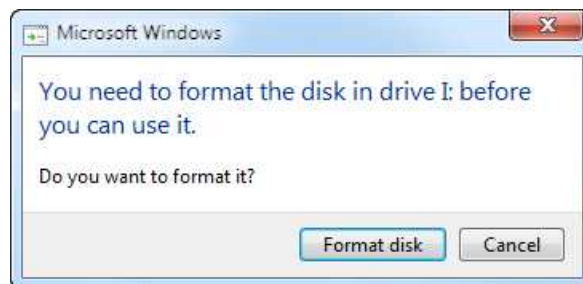 Microsoft Windows
You need to format the disk in drive I: before
you can use it.
Do you want to format it?
Format disk
Cancel